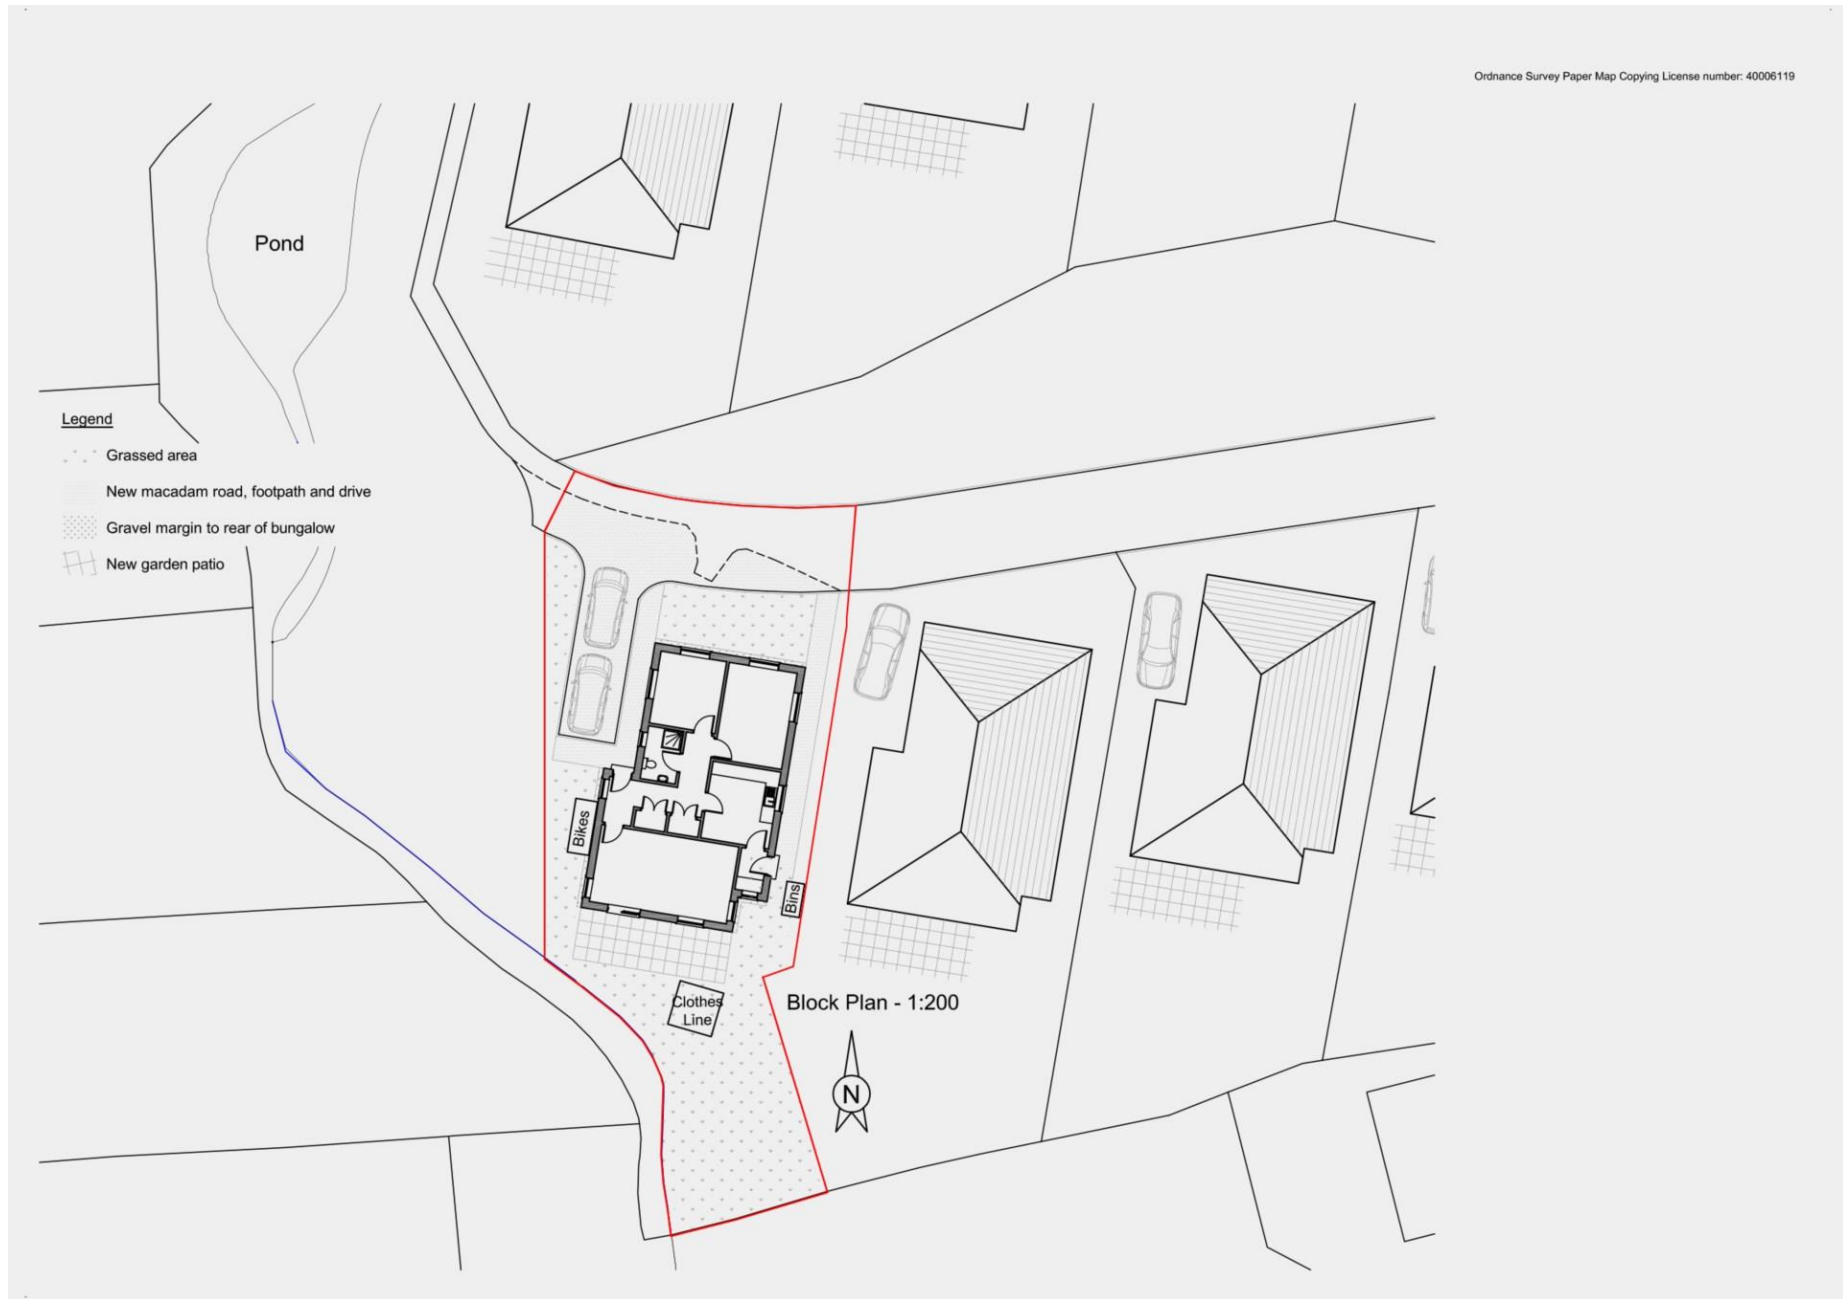 Ordnance Survey Paper Map Copying License number: 40006119
Pond
Legend
Grassed area
New macadam road, footpath and drive
Gravel margin to rear of bungalow
New garden patio
Bikes
Bins
Clothes
Line
Block Plan - 1:200
N